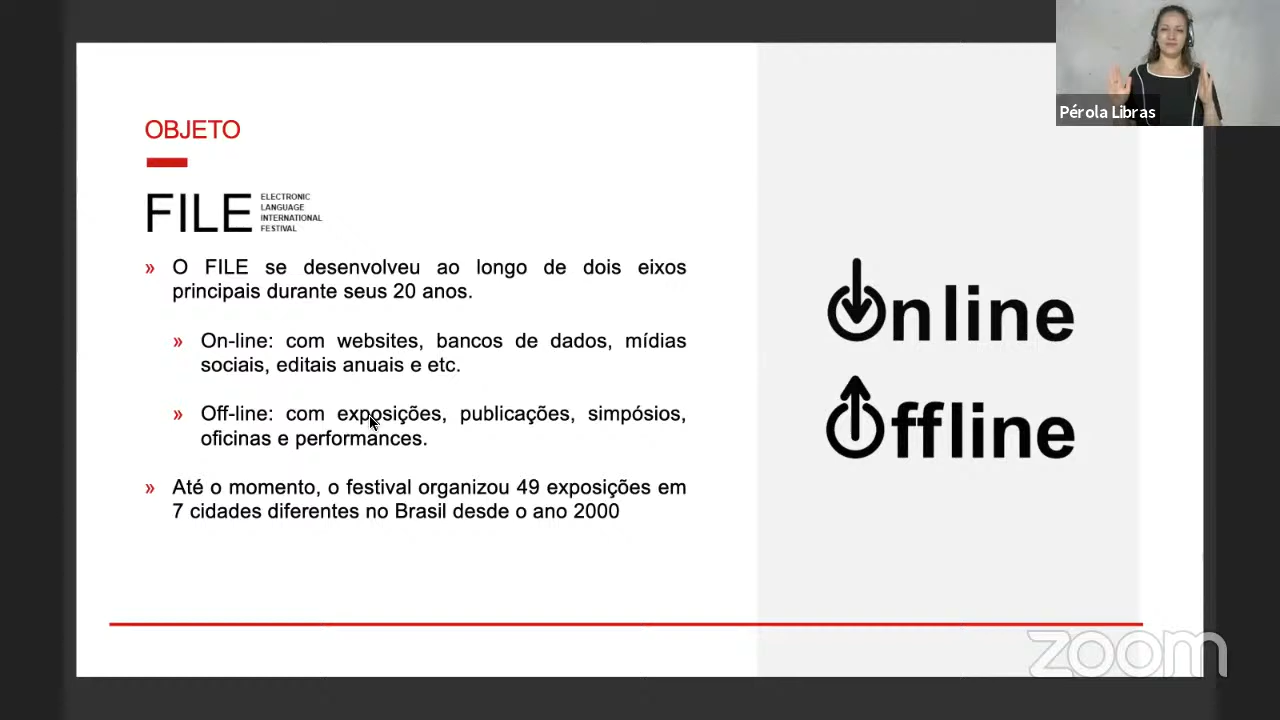 Pérola Libras
OBJETO
FILE
ELECTRONIC
LANGUAGE
INTERNATIONAL
FESTIVAL
» O FILE se desenvolveu ao longo de dois eixos
principais durante seus 20 anos.
» On-line: com websites, bancos de dados, mídias
sociais, editais anuais e etc.
» Off-line: com exposições, publicações, simpósios,
oficinas e performances.
» Até o momento, o festival organizou 49 exposições em
7 cidades diferentes no Brasil desde o ano 2000
Online
Offline
zoom